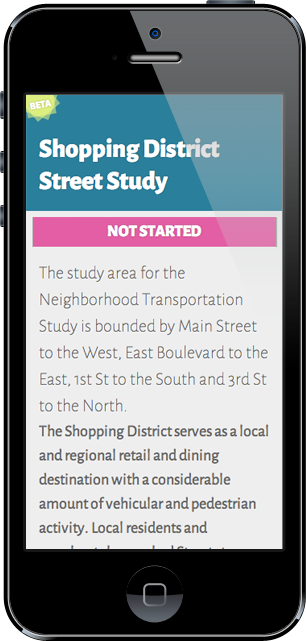 BETA
Shopping District
Street Study
NOT STARTED
The study area for the
Neighborhood Transportation
Study is bounded by Main Street
to the West, East Boulevard to the
East, 1st St to the South and 3rd St
to the North.
The Shopping District serves as a local
and regional retail and dining
destination with a considerable
amount of vehicular and pedestrian
activity. Local residents and